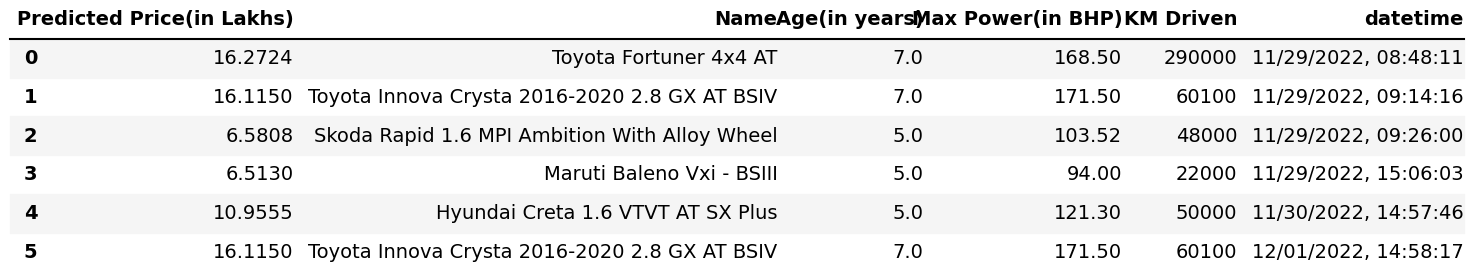 Predicted Price(in Lakhs) Name Age(in years) Max Power(in BHP) KM Driven datetime
0 16.2724 Toyota Fortuner 4x4 AT 7.0 168.50 290000 11/29/2022, 08:48:11
1 16.1150 Toyota Innova Crysta 2016-2020 2.8 GX AT BSIV 7.0 171.50 60100 11/29/2022, 09:14:16
2 6.5808 Skoda Rapid 1.6 MPI Ambition With Alloy Wheel 5.0 103.52 48000 11/29/2022, 09:26:00
3 6.5130 Maruti Baleno Vxi - BSIII 5.0 94.00 22000 11/29/2022, 15:06:03
4 10.9555 Hyundai Creta 1.6 VTVT AT SX Plus 5.0 121.30 50000 11/30/2022, 14:57:46
5 16.1150 Toyota Innova Crysta 2016-2020 2.8 GX AT BSIV 7.0 171.50 60100 12/01/2022, 14:58:17